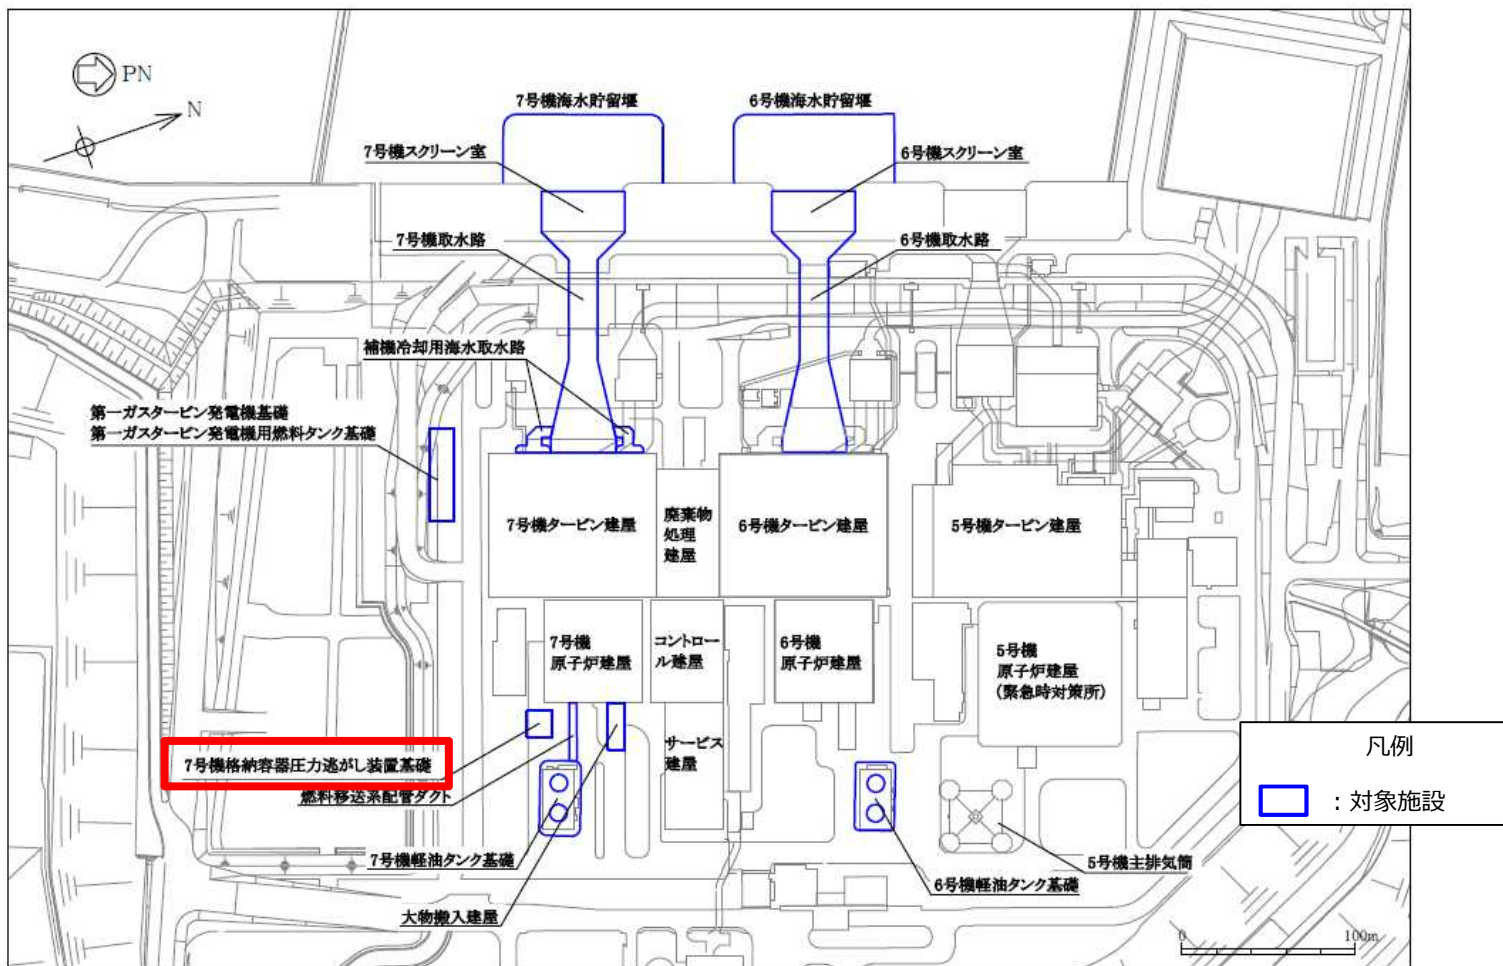 PN
N
7号機海水貯留堰
6号機海水貯留堰
7号機スクリーン室
6号機スクリーン室
7号機取水路
6号機取水路
補機冷却用海水取水路
第一ガスタービン発電機基礎
第一ガスタービン発電機用燃料タンク基礎
7号機タービン建屋
廃棄物
処理
建屋
6号機タービン建屋
5号機タービン建屋
7号機
原子炉建屋
コントロー
ル建屋
6号機
原子炉建屋
5号機
原子炉建屋
(緊急時対策所)
サービス
建屋
7号機格納容器圧力逃がし装置基礎
燃料移送系配管ダクト
7号機軽油タンク基礎
大物搬入建屋
6号機軽油タンク基礎
5号機主排気筒
凡例
：対象施設
0
100m